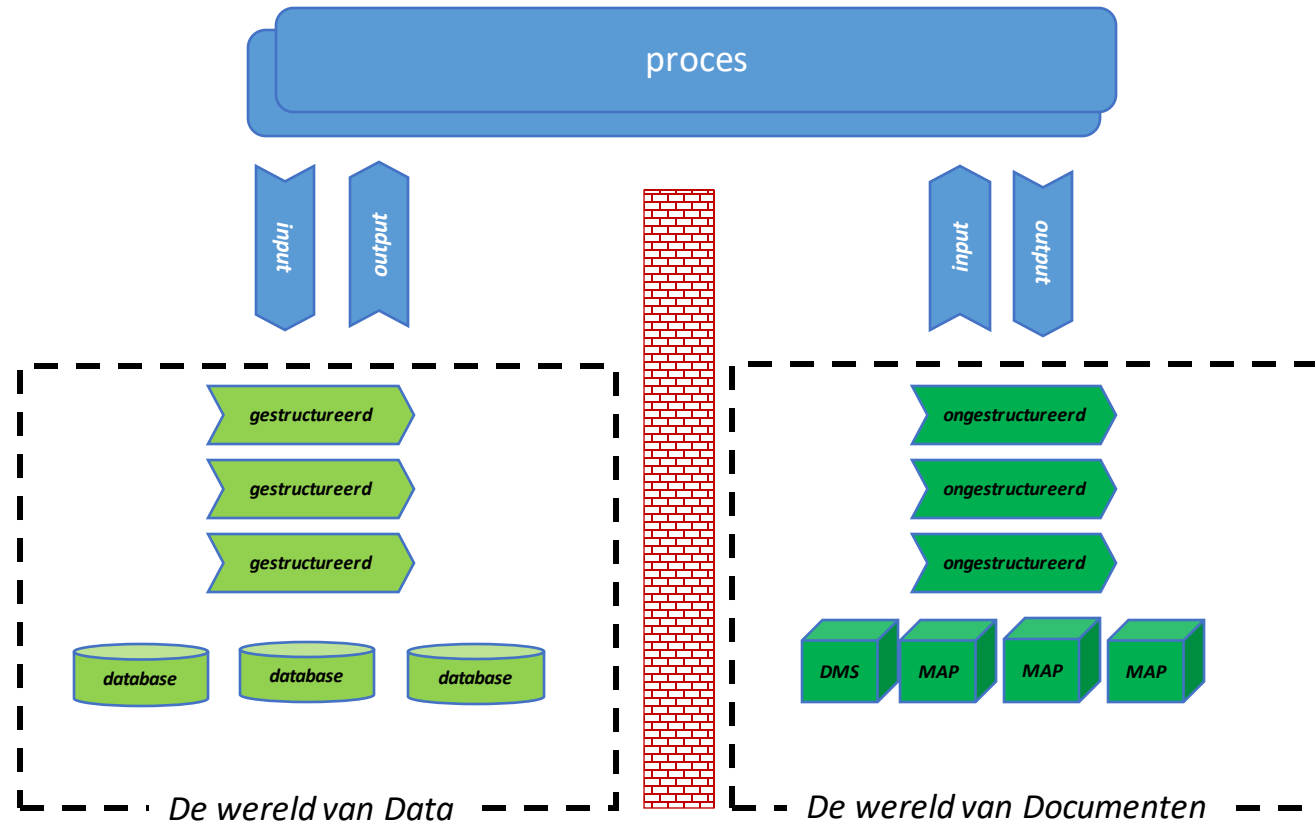 proces
input
output
input
output
gestructureerd
gestructureerd
gestructureerd
database
database
database
De wereld van Data
ongestructureerd
ongestructureerd
ongestructureerd
DMS
MAP
MAP
MAP
De wereld van Documenten